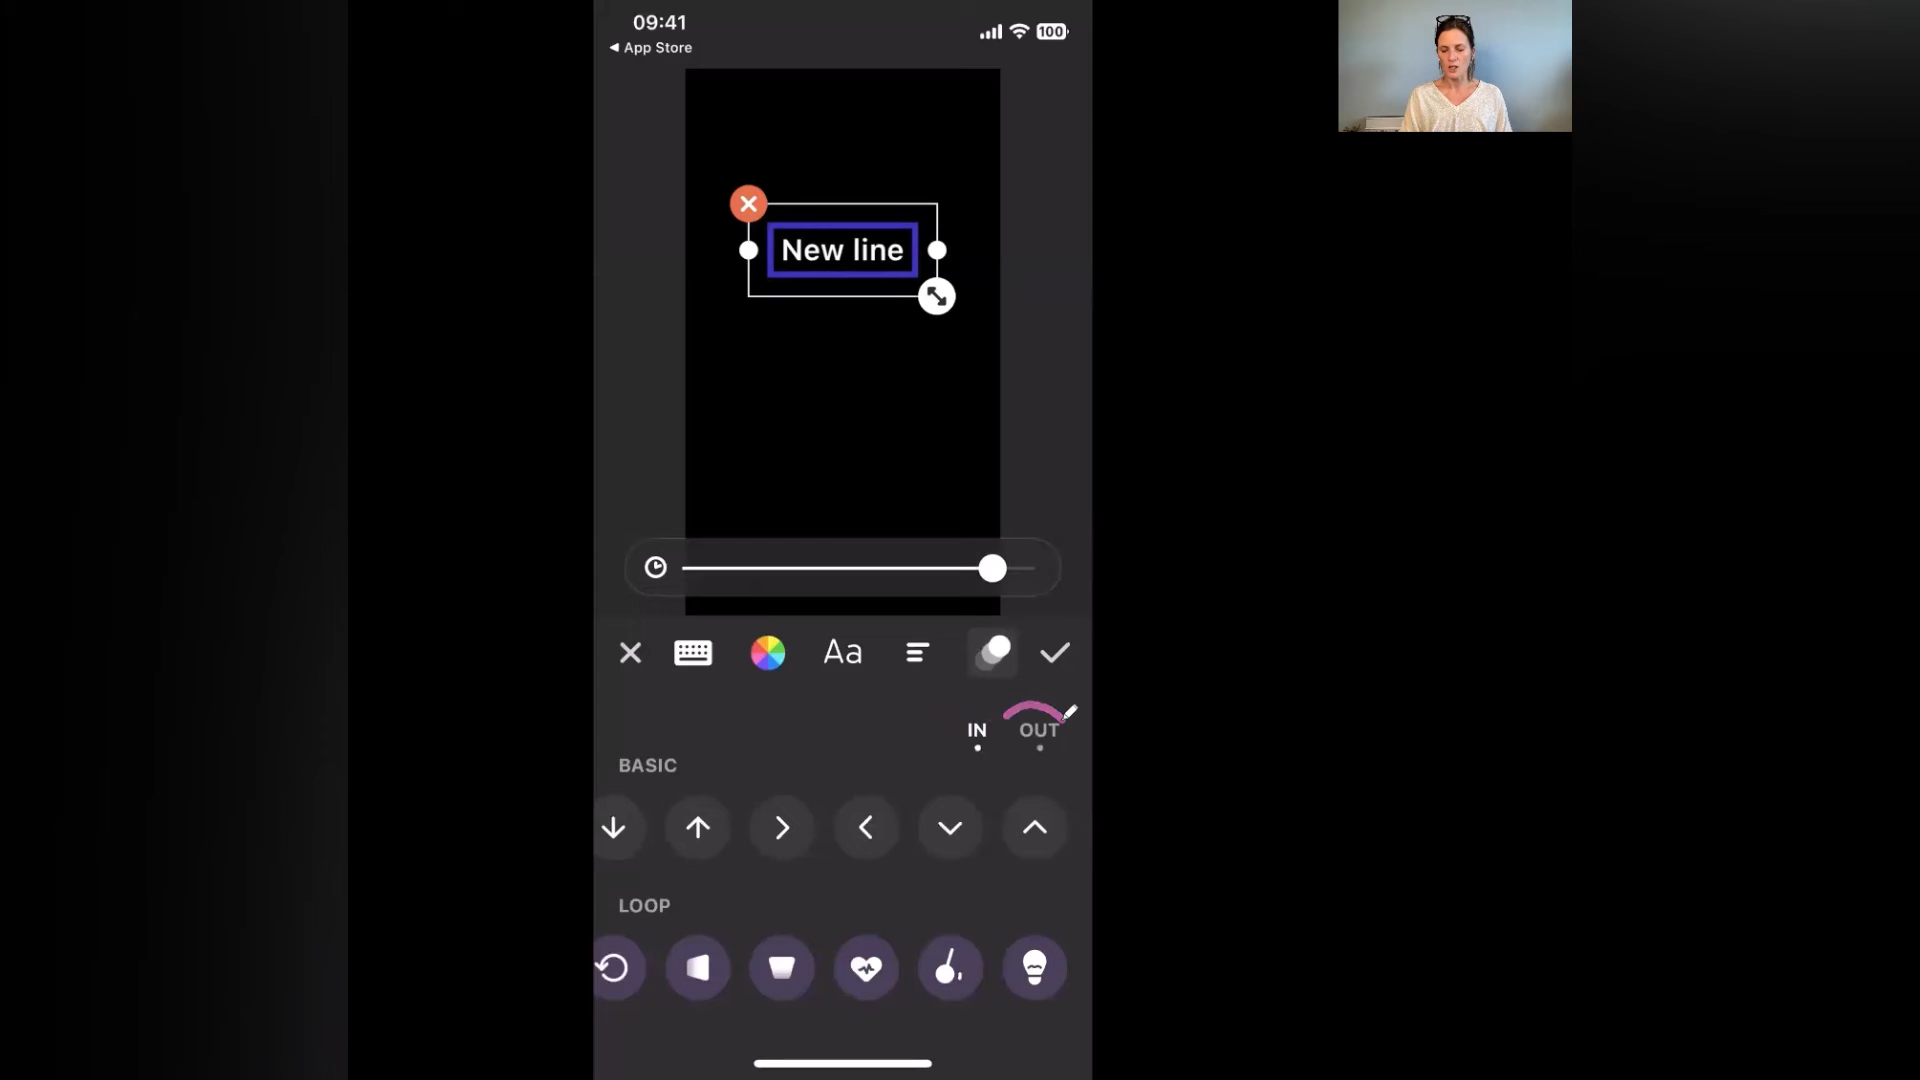 09:41
100
◀ App Store
New line
Aa
IN OUT
BASIC
LOOP